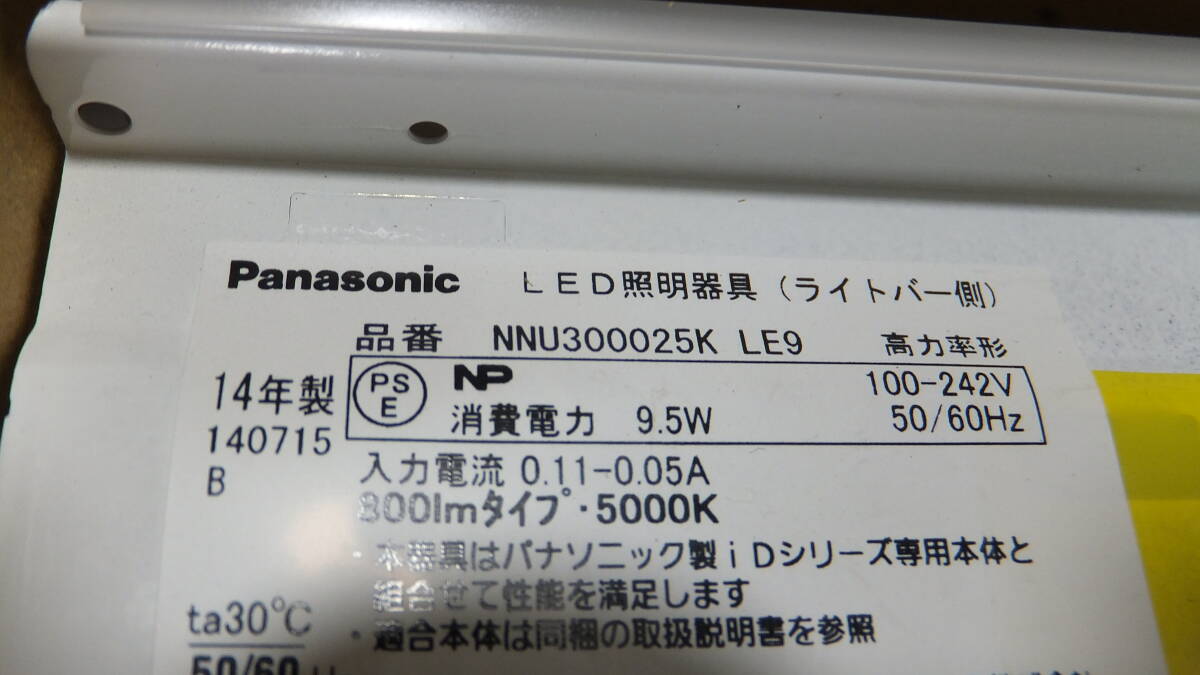 Panasonic LED照明器具(ライトバー側)
品番 NNU300025K LE9 高力率形
14年製 PS E NP 100-242V
消費電力 9.5W 50/60Hz
140715
B
入力電流 0.11-0.05A
800lmタイプ・5000K
・本器具はパナソニック製iDシリーズ専用本体と
組合せて性能を満足します
・適合本体は同梱の取扱説明書を参照
ta30℃
50/60